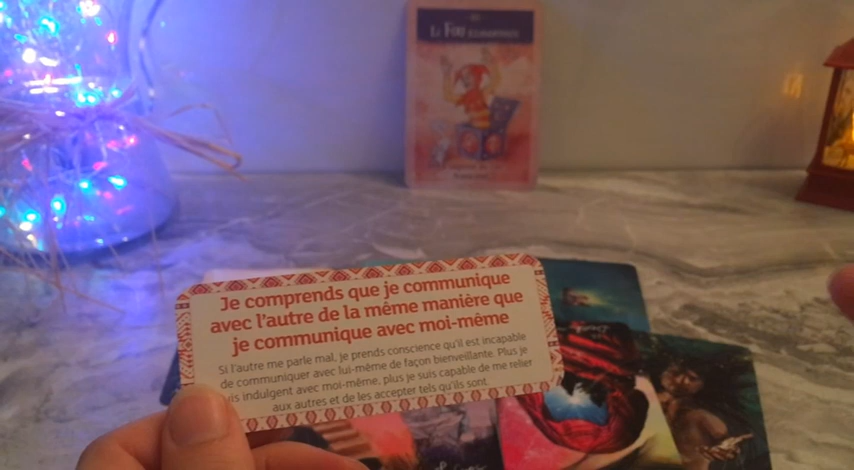 Le Fou
Je comprends que je communique
avec l'autre de la même manière que
je communique avec moi-même
Si l'autre me parle mal, je prends conscience qu'il est incapable
de communiquer avec lui-même de façon bienveillante. Plus je
suis indulgent avec moi-même, plus je suis capable de me relier
aux autres et de les accepter tels qu'ils sont.